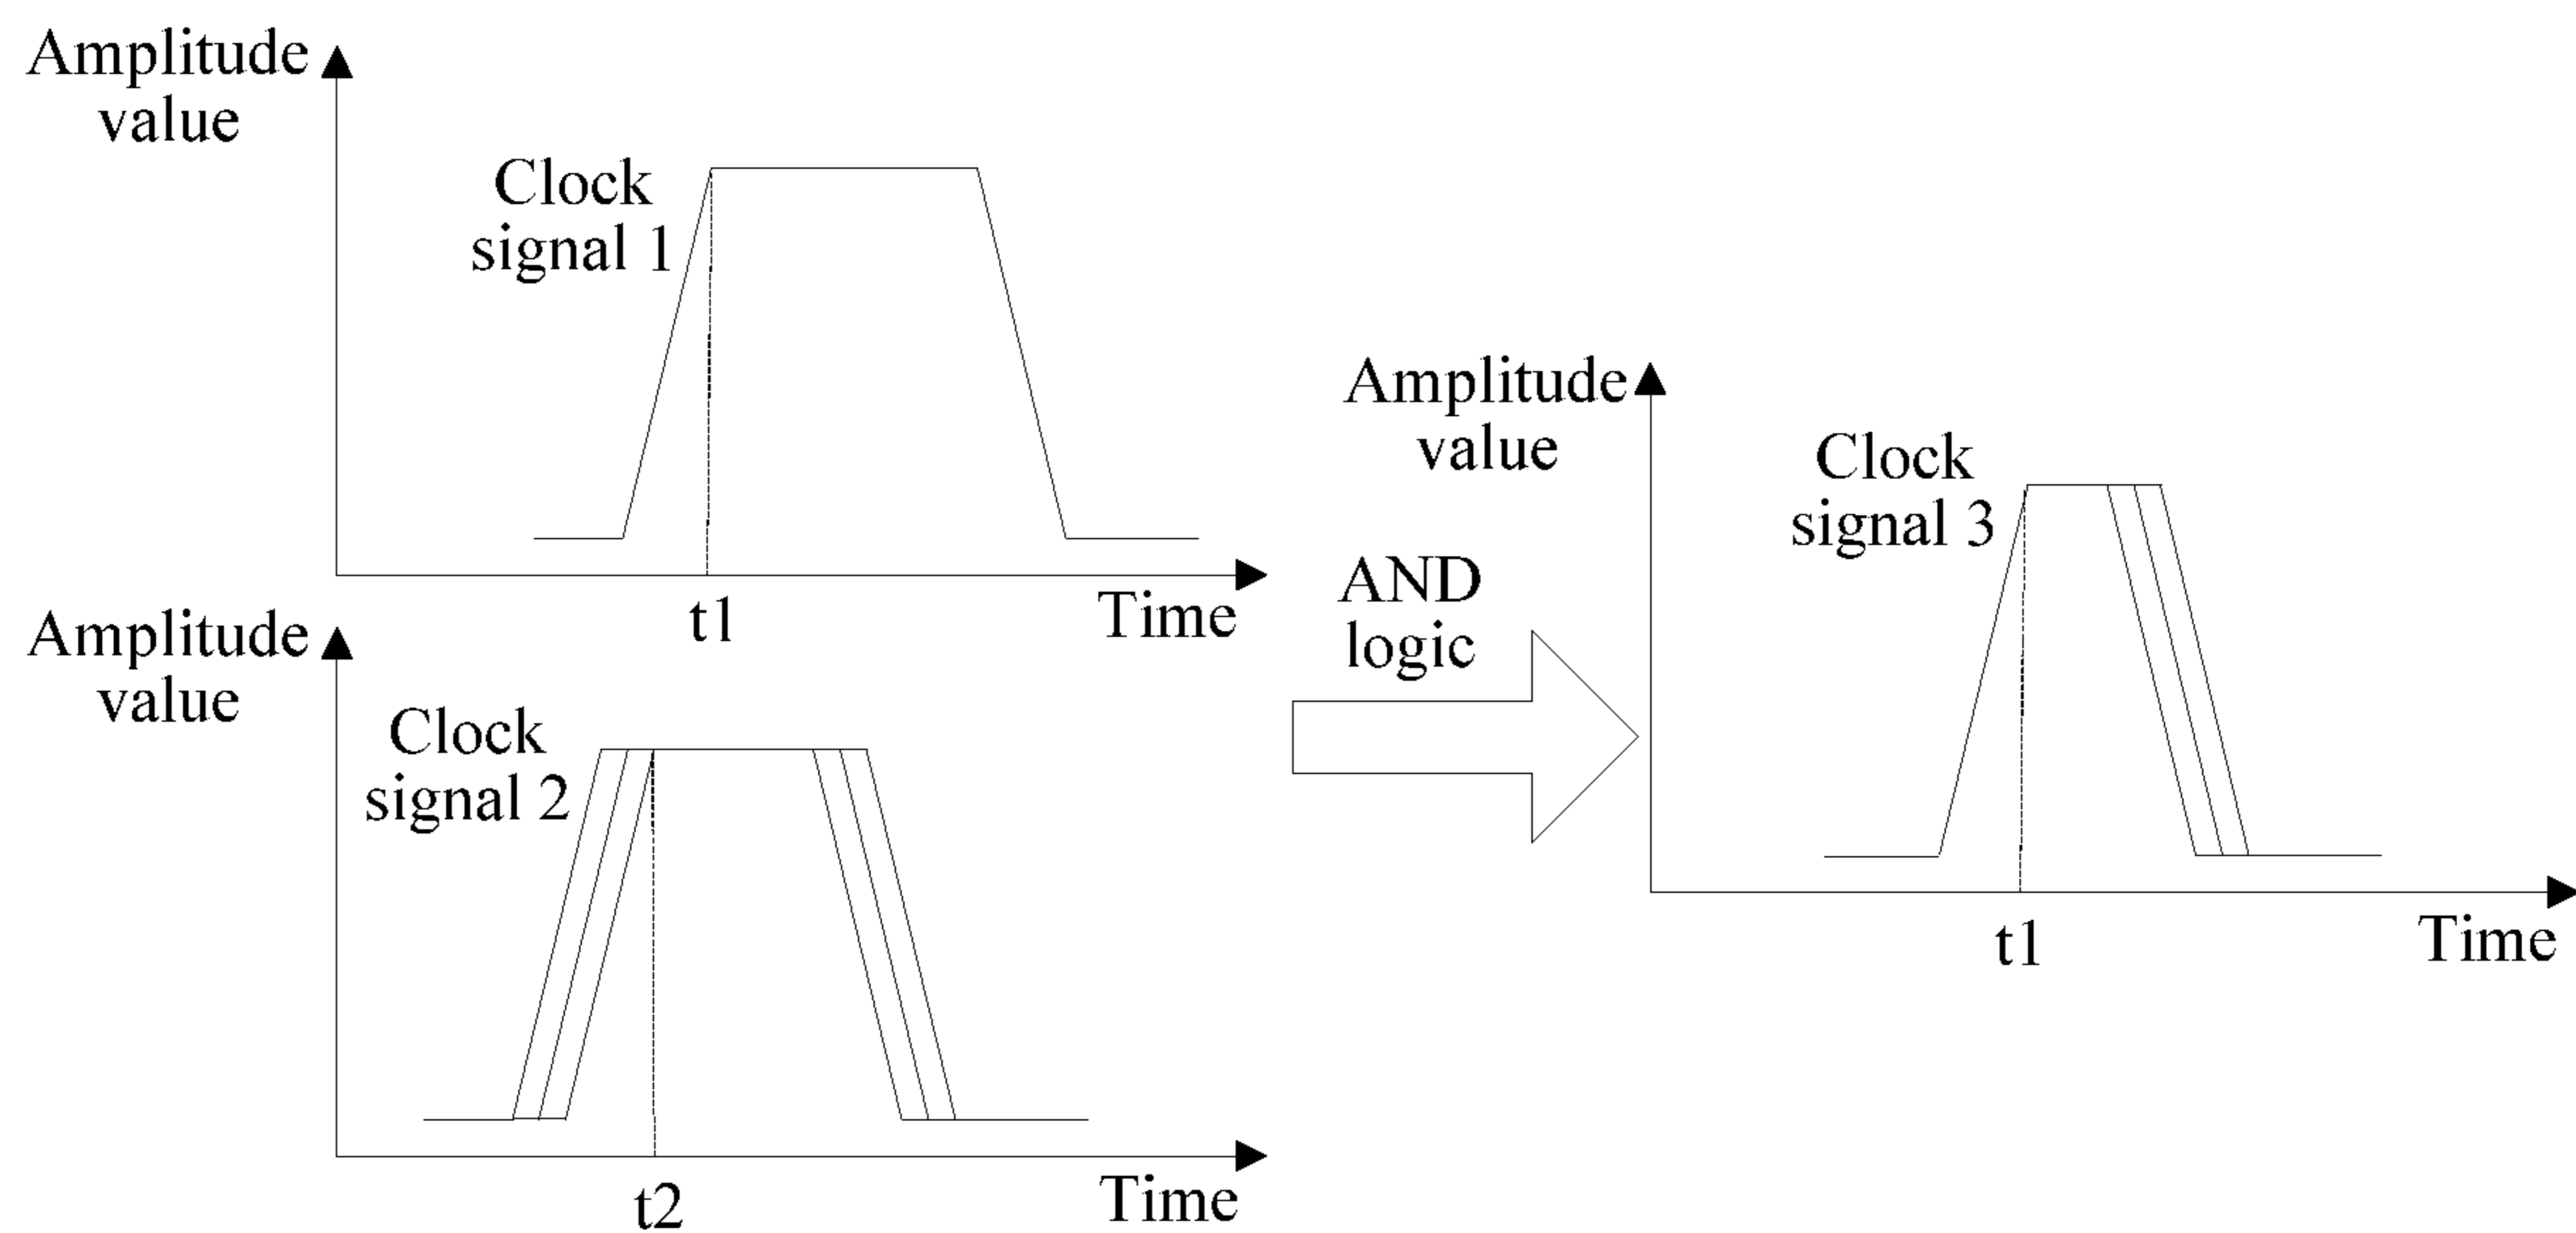 Amplitude
value
Clock
signal 1
t1
Time
Amplitude
value
Clock
signal 2
t2
Time
AND
logic
Amplitude
value
Clock
signal 3
t1
Time